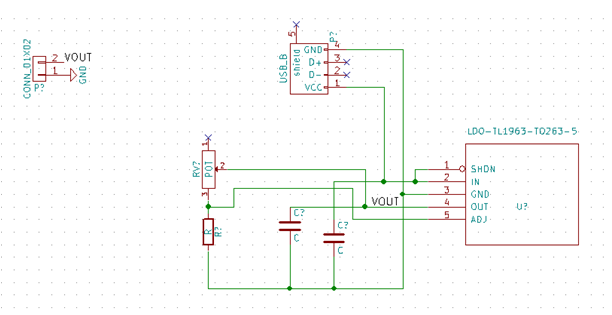 5
P?
GND 4
D+ 3
D- 2
VCC 1
shield
USB_B
CONN_01X02
2 VOUT
1
GND
P?
LDO-TL1963-TO263-5
1
RV?
POT
2
3
1 SHDN
2 IN
3 GND
4 OUT
5 ADJ
U?
VOUT
C?
C
C?
C
R
R?